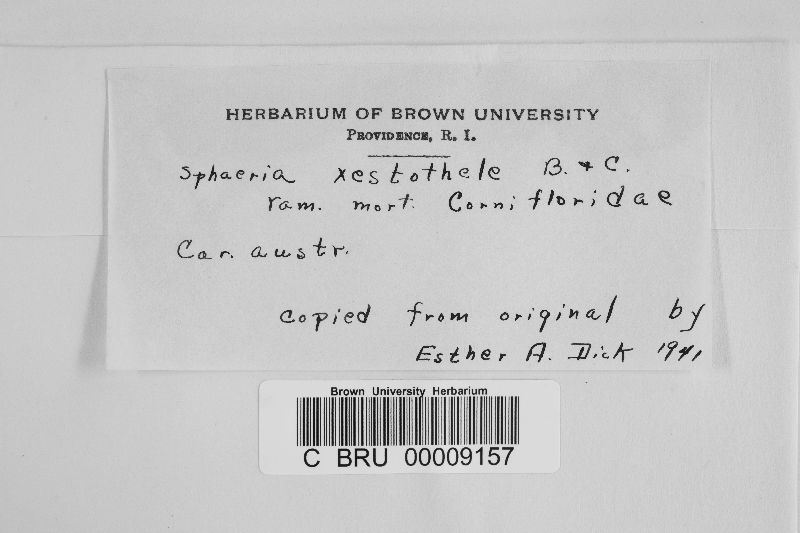 HERBARIUM OF BROWN UNIVERSITY
PROVIDENCE, R. I.
Sphaeria xestothele B. & C.
ram. mort. Corni floridae
Car. austr.
Copied from original by
Esther A. Dick 1941
Brown University Herbarium
C BRU 00009157